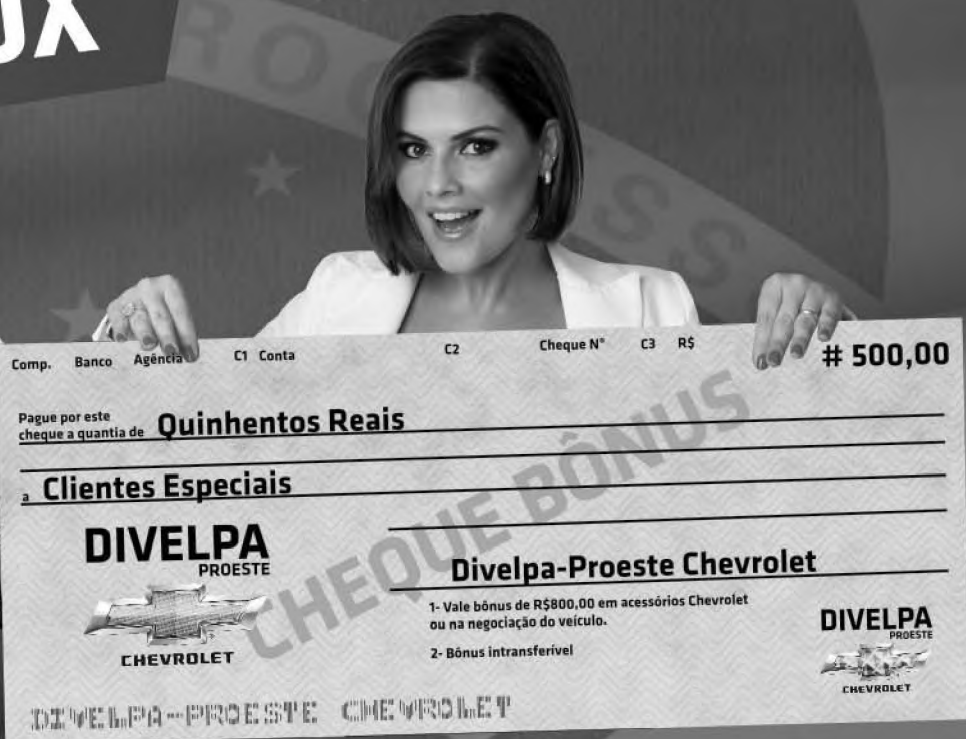 UX
ROG ESS
Comp. Banco Agência C1 Conta C2 Cheque N° C3 R$ # 500,00
Pague por este
cheque a quantia de Quinhentos Reais
a Clientes Especiais
CHEQUE BÔNUS
DIVELPA
PROESTE
CHEVROLET
Divelpa-Proeste Chevrolet
1- Vale bônus de R$800,00 em acessórios Chevrolet
ou na negociação do veículo.
2- Bônus intransferível
DIVELPA
PROESTE
CHEVROLET
DIVELPA-PROESTE CHEVROLET